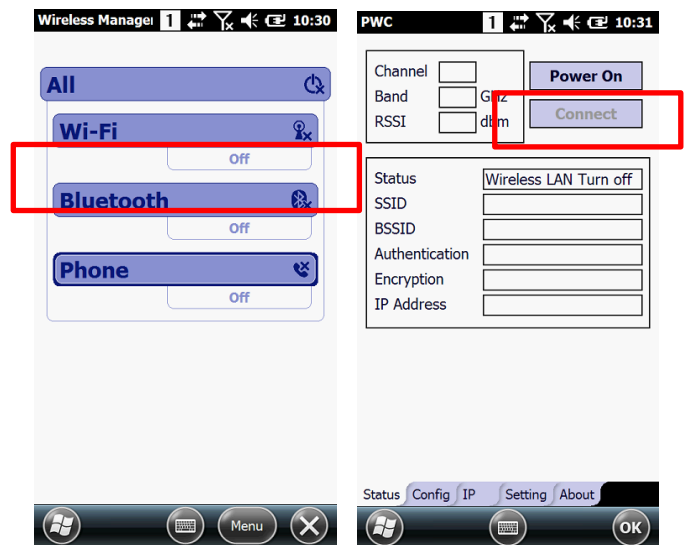 Wireless Manager 1 10:30
All
Wi-Fi
Off
Bluetooth
Off
Phone
Off
Menu
PWC 1 10:31
Channel
Power On
Band GHz
Connect
RSSI dbm
Status Wireless LAN Turn off
SSID
BSSID
Authentication
Encryption
IP Address
Status Config IP Setting About
OK